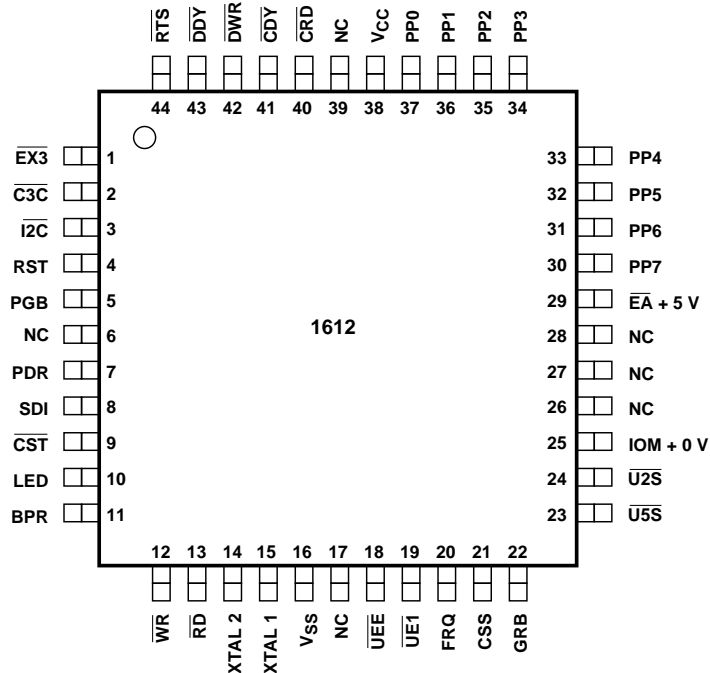 RTS DDY DWR CDY CRD NC VCC PP0 PP1 PP2 PP3
44 43 42 41 40 39 38 37 36 35 34
EX3 1 33 PP4
C3C 2 32 PP5
I2C 3 31 PP6
RST 4 30 PP7
PGB 5 29 EA + 5 V
NC 6 1612 28 NC
PDR 7 27 NC
SDI 8 26 NC
CST 9 25 IOM + 0 V
LED 10 24 U2S
BPR 11 23 U5S
12 13 14 15 16 17 18 19 20 21 22
WR RD XTAL 2 XTAL 1 VSS NC UEE UE1 FRQ CSS GRB